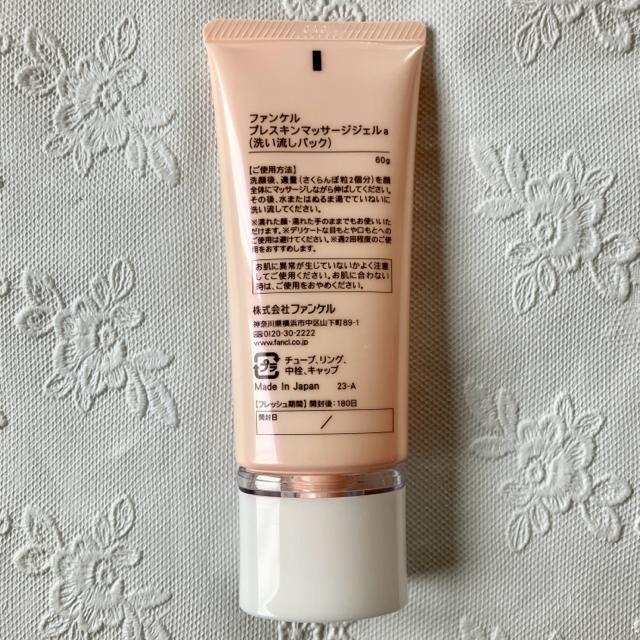 ファンケル
プレスキンマッサージジェルa
(洗い流しパック)
60g
【ご使用方法】
洗顔後、適量（さくらんぼ粒2個分）を顔
全体にマッサージしながら伸ばしてください。
その後、水またはぬるま湯でていねいに
洗い流してください。
※濡れた顔・濡れた手のままでもお使いいた
だけます。※デリケートな目もとや口もとへの
ご使用は避けてください。※週2回程度のご使
用をおすすめします。
お肌に異常が生じていないかよく注意
してご使用ください。お肌に合わない
時は、ご使用をおやめください。
株式会社ファンケル
神奈川県横浜市中区山下町89-1
0120-30-2222
www.fancl.co.jp
プラ
チューブ、リング、
中栓、キャップ
Made In Japan 23-A
【フレッシュ期間】開封後：180日
開封日 /